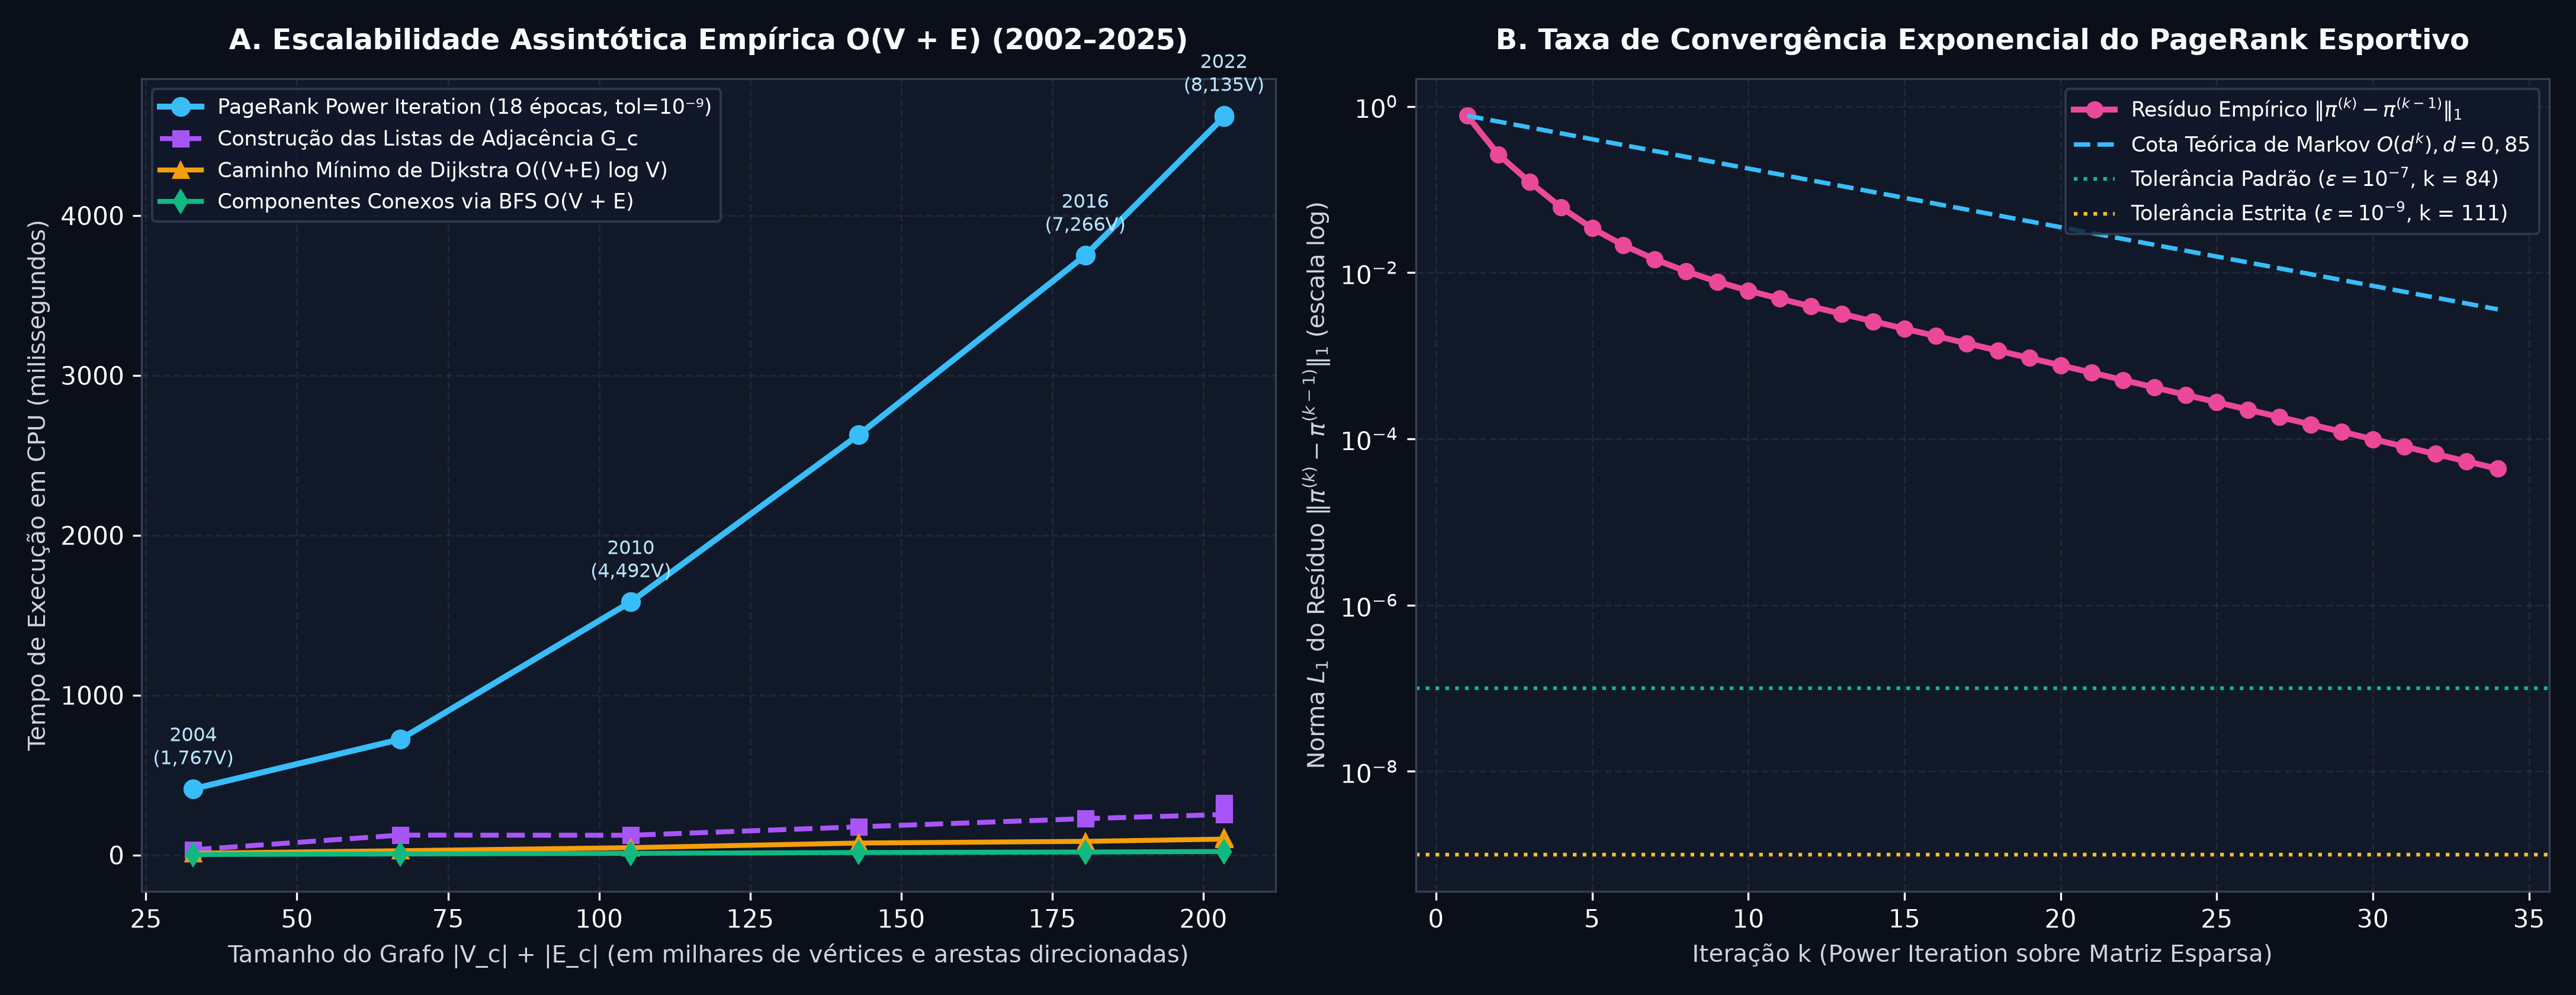 A. Escalabilidade Assintótica Empírica O(V + E) (2002–2025)
PageRank Power Iteration (18 épocas, tol=10⁻⁹)
Construção das Listas de Adjacência G_c
Caminho Mínimo de Dijkstra O((V+E) log V)
Componentes Conexos via BFS O(V + E)
2004
(1,767V)
2010
(4,492V)
2016
(7,266V)
2022
(8,135V)
Tempo de Execução em CPU (milissegundos)
4000
3000
2000
1000
0
25 50 75 100 125 150 175 200
Tamanho do Grafo |V_c| + |E_c| (em milhares de vértices e arestas direcionadas)
B. Taxa de Convergência Exponencial do PageRank Esportivo
Resíduo Empírico ‖π⁽ᵏ⁾ − π⁽ᵏ⁻¹⁾‖₁
Cota Teórica de Markov O(dᵏ), d = 0, 85
Tolerância Padrão (ε = 10⁻⁷, k = 84)
Tolerância Estrita (ε = 10⁻⁹, k = 111)
Norma L₁ do Resíduo ‖π⁽ᵏ⁾ − π⁽ᵏ⁻¹⁾‖₁ (escala log)
10⁰
10⁻²
10⁻⁴
10⁻⁶
10⁻⁸
0 5 10 15 20 25 30 35
Iteração k (Power Iteration sobre Matriz Esparsa)